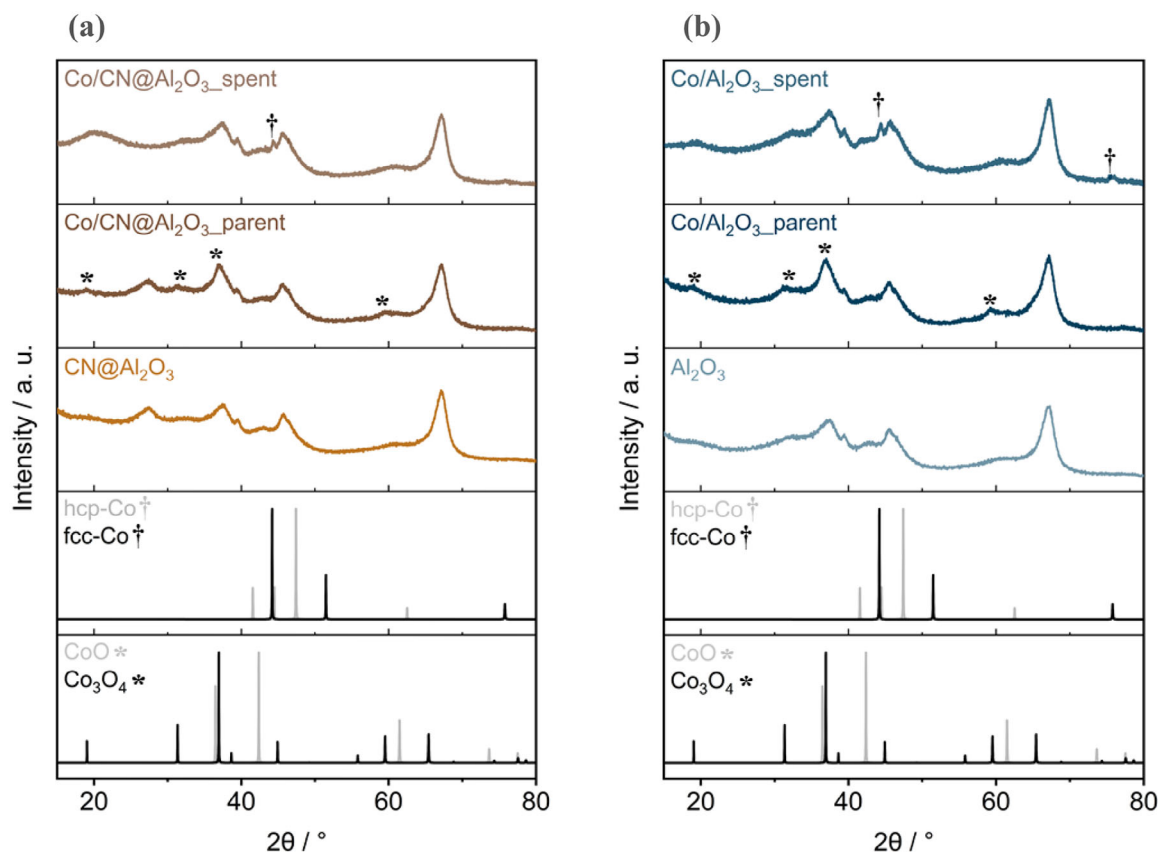 (a)
Co/CN@Al₂O₃_spent
†
Co/CN@Al₂O₃_parent
* * * *
CN@Al₂O₃
hcp-Co†
fcc-Co†
CoO*
Co₃O₄*
Intensity / a. u.
20 40 60 80
2θ / °
(b)
Co/Al₂O₃_spent
† †
Co/Al₂O₃_parent
* * * *
Al₂O₃
hcp-Co†
fcc-Co†
CoO*
Co₃O₄*
Intensity / a. u.
20 40 60 80
2θ / °